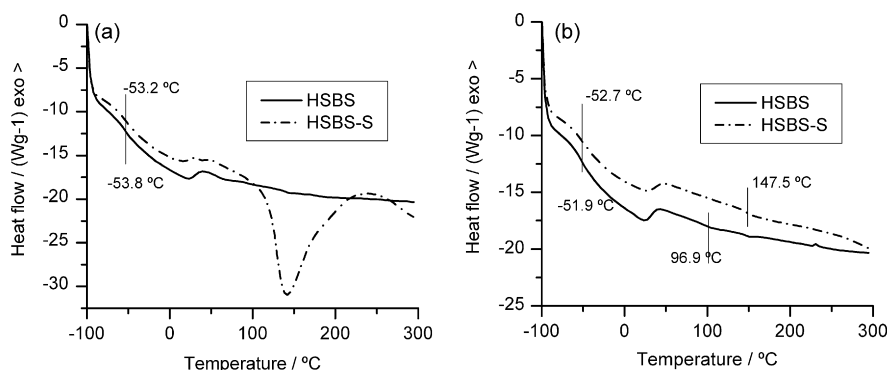 (a)
-53.2 ºC
-53.8 ºC
HSBS
HSBS-S
0
-5
-10
-15
-20
-25
-30
-100
0
100
200
300
Heat flow / (Wg-1) exo >
Temperature / ºC
(b)
-52.7 ºC
-51.9 ºC
HSBS
HSBS-S
147.5 ºC
96.9 ºC
0
-5
-10
-15
-20
-25
-100
0
100
200
300
Heat flow / (Wg-1) exo >
Temperature / ºC